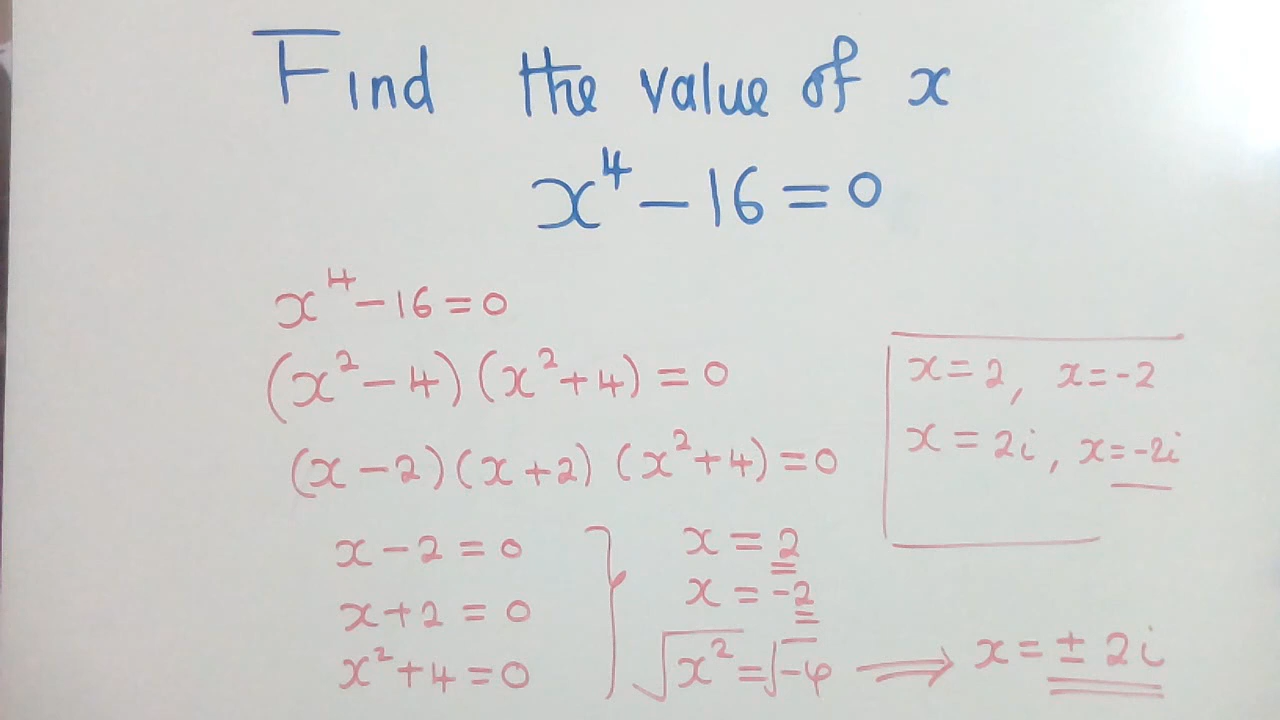 Find the value of x
x⁴ - 16 = 0
x⁴ - 16 = 0
(x² - 4)(x² + 4) = 0
(x - 2)(x + 2)(x² + 4) = 0
x - 2 = 0
x + 2 = 0
x² + 4 = 0
x = 2
x = -2
√x² = √-4 ⟹ x = ± 2i
x = 2, x = -2
x = 2i, x = -2i